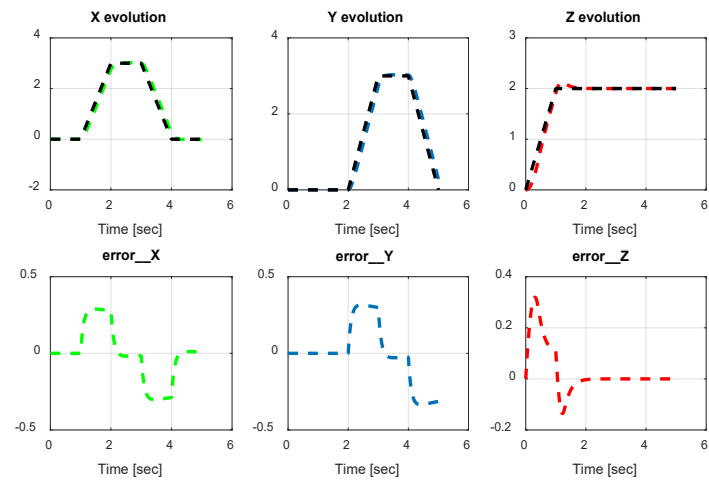 X evolution
4
2
0
-2
0 2 4 6
Time [sec]
Y evolution
4
2
0
0 2 4 6
Time [sec]
Z evolution
3
2
1
0
0 2 4 6
Time [sec]
error__X
0.5
0
-0.5
0 2 4 6
Time [sec]
error__Y
0.5
0
-0.5
0 2 4 6
Time [sec]
error__Z
0.4
0.2
0
-0.2
0 2 4 6
Time [sec]